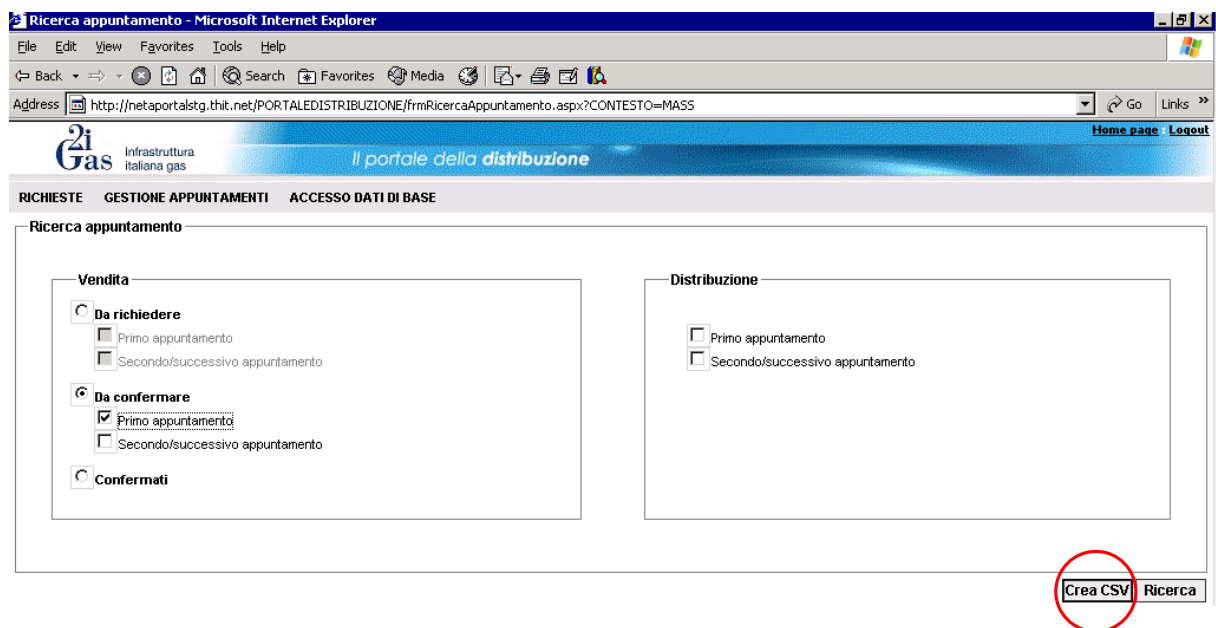 Ricerca appuntamento - Microsoft Internet Explorer
File Edit View Favorites Tools Help
Back Search Favorites Media
Address http://netaportalstg.thit.net/PORTALEDISTRIBUZIONE/frmRicercaAppuntamento.aspx?CONTESTO=MASS Go Links »
Home page : Logout
2i Gas Infrastruttura italiana gas
Il portale della distribuzione
RICHIESTE GESTIONE APPUNTAMENTI ACCESSO DATI DI BASE
Ricerca appuntamento
Vendita
Da richiedere
Primo appuntamento
Secondo/successivo appuntamento
Da confermare
Primo appuntamento
Secondo/successivo appuntamento
Confermati
Distribuzione
Primo appuntamento
Secondo/successivo appuntamento
Crea CSV Ricerca